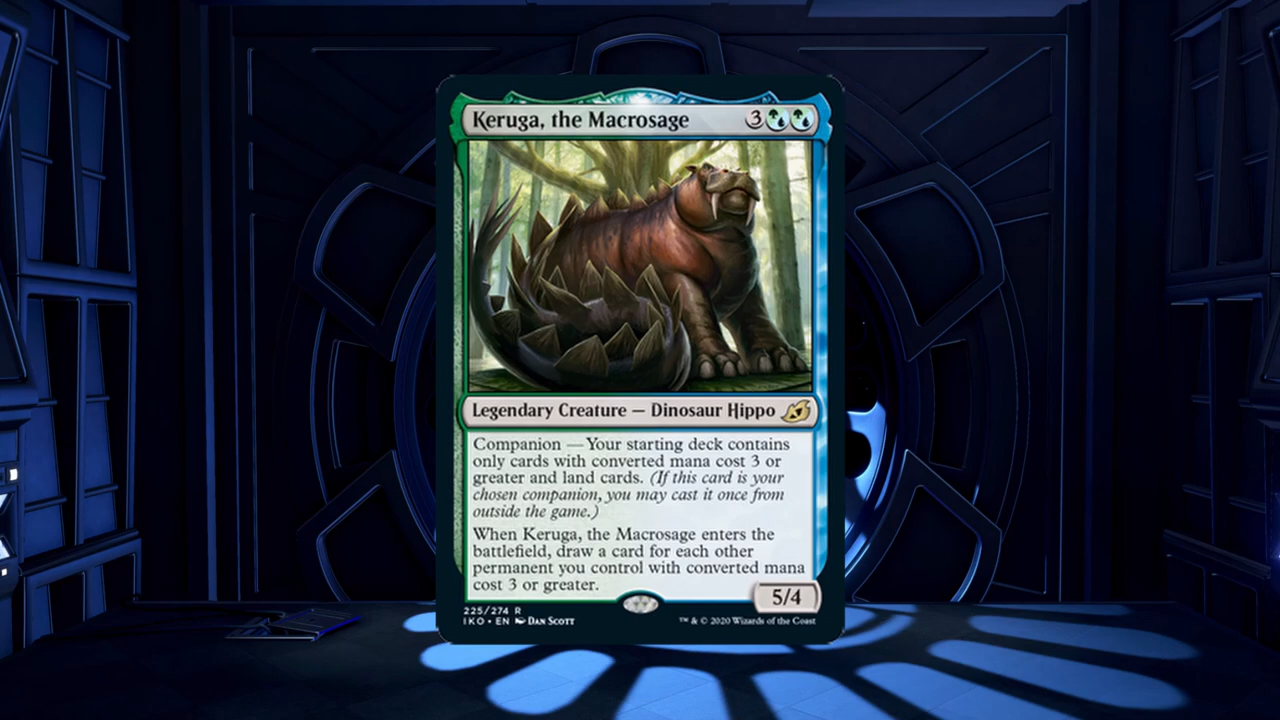 Keruga, the Macrosage 3
Legendary Creature — Dinosaur Hippo
Companion — Your starting deck contains
only cards with converted mana cost 3 or
greater and land cards. (If this card is your
chosen companion, you may cast it once from
outside the game.)
When Keruga, the Macrosage enters the
battlefield, draw a card for each other
permanent you control with converted mana
cost 3 or greater.
5/4
225/274 R
IKO • EN Dan Scott
™ & © 2020 Wizards of the Coast